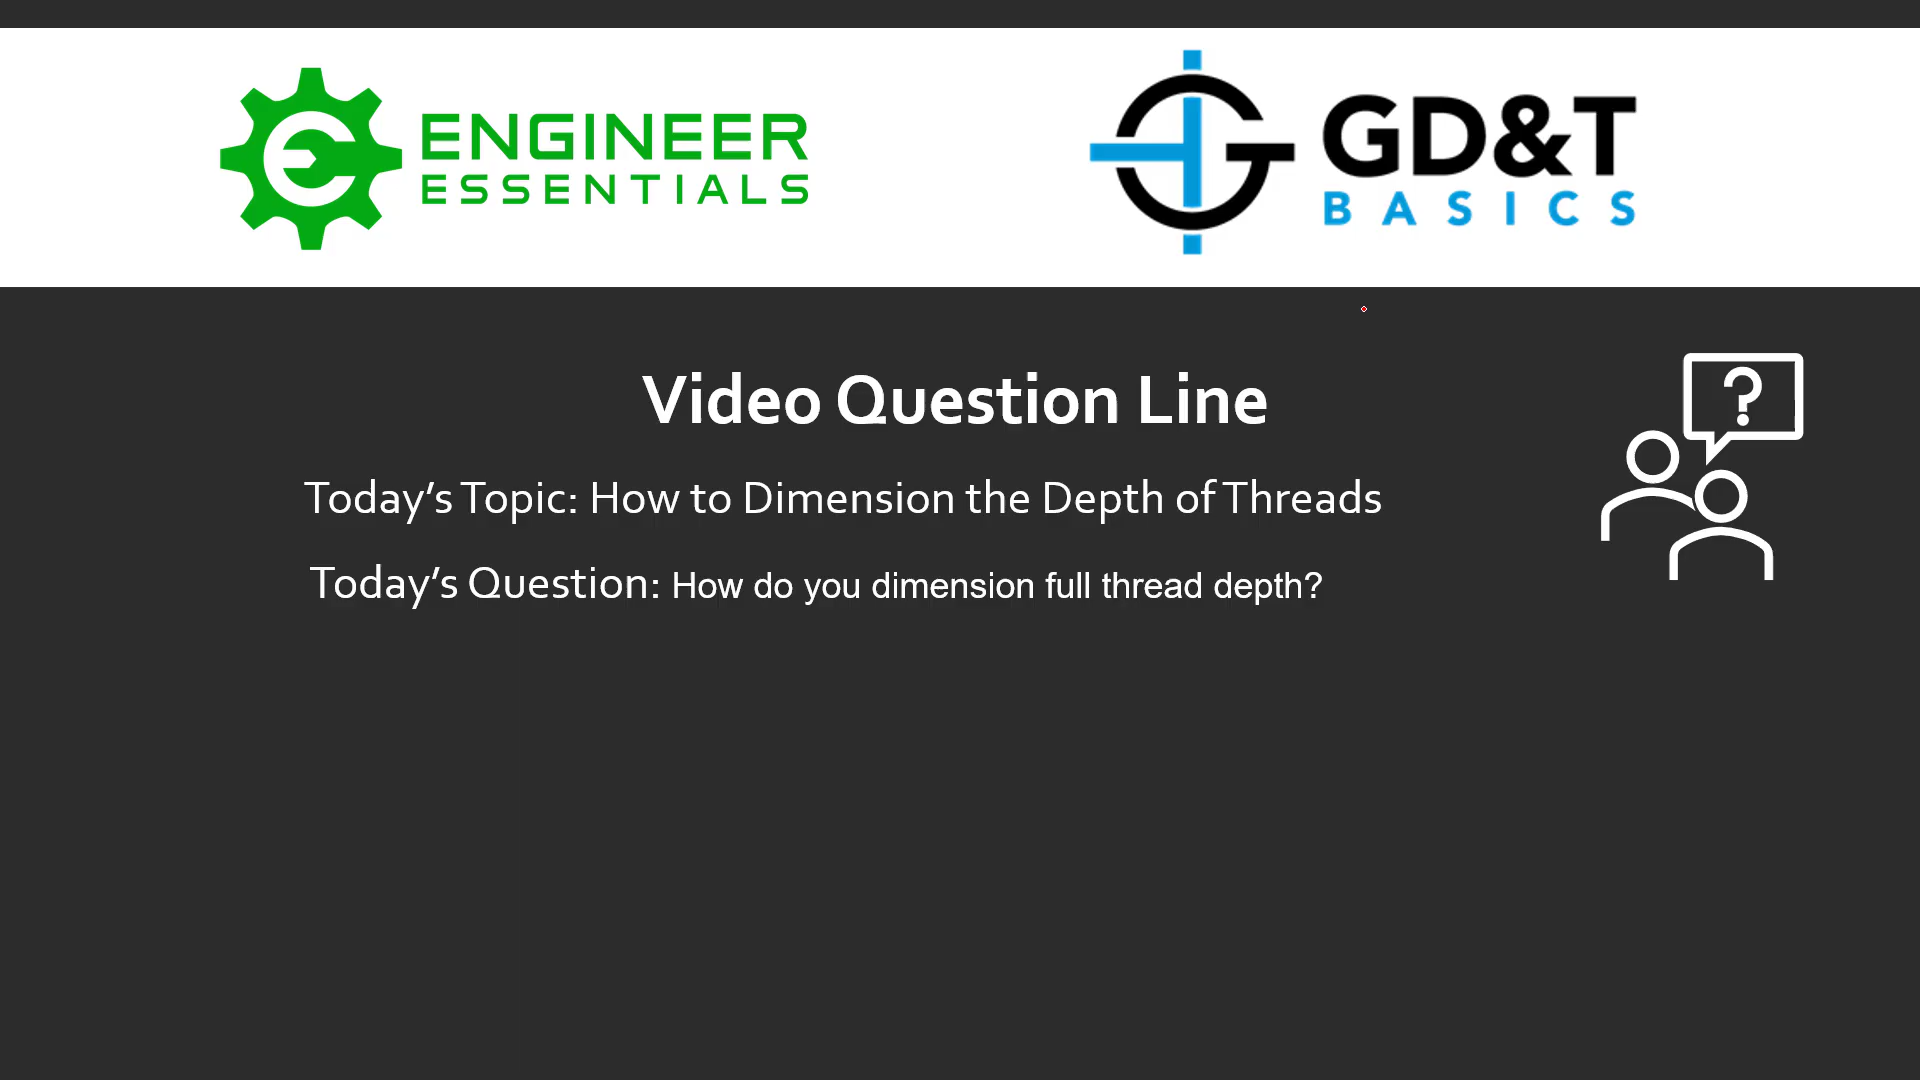 ENGINEER
ESSENTIALS
GD&T
BASICS
?
Video Question Line
Today’s Topic: How to Dimension the Depth of Threads
Today’s Question: How do you dimension full thread depth?